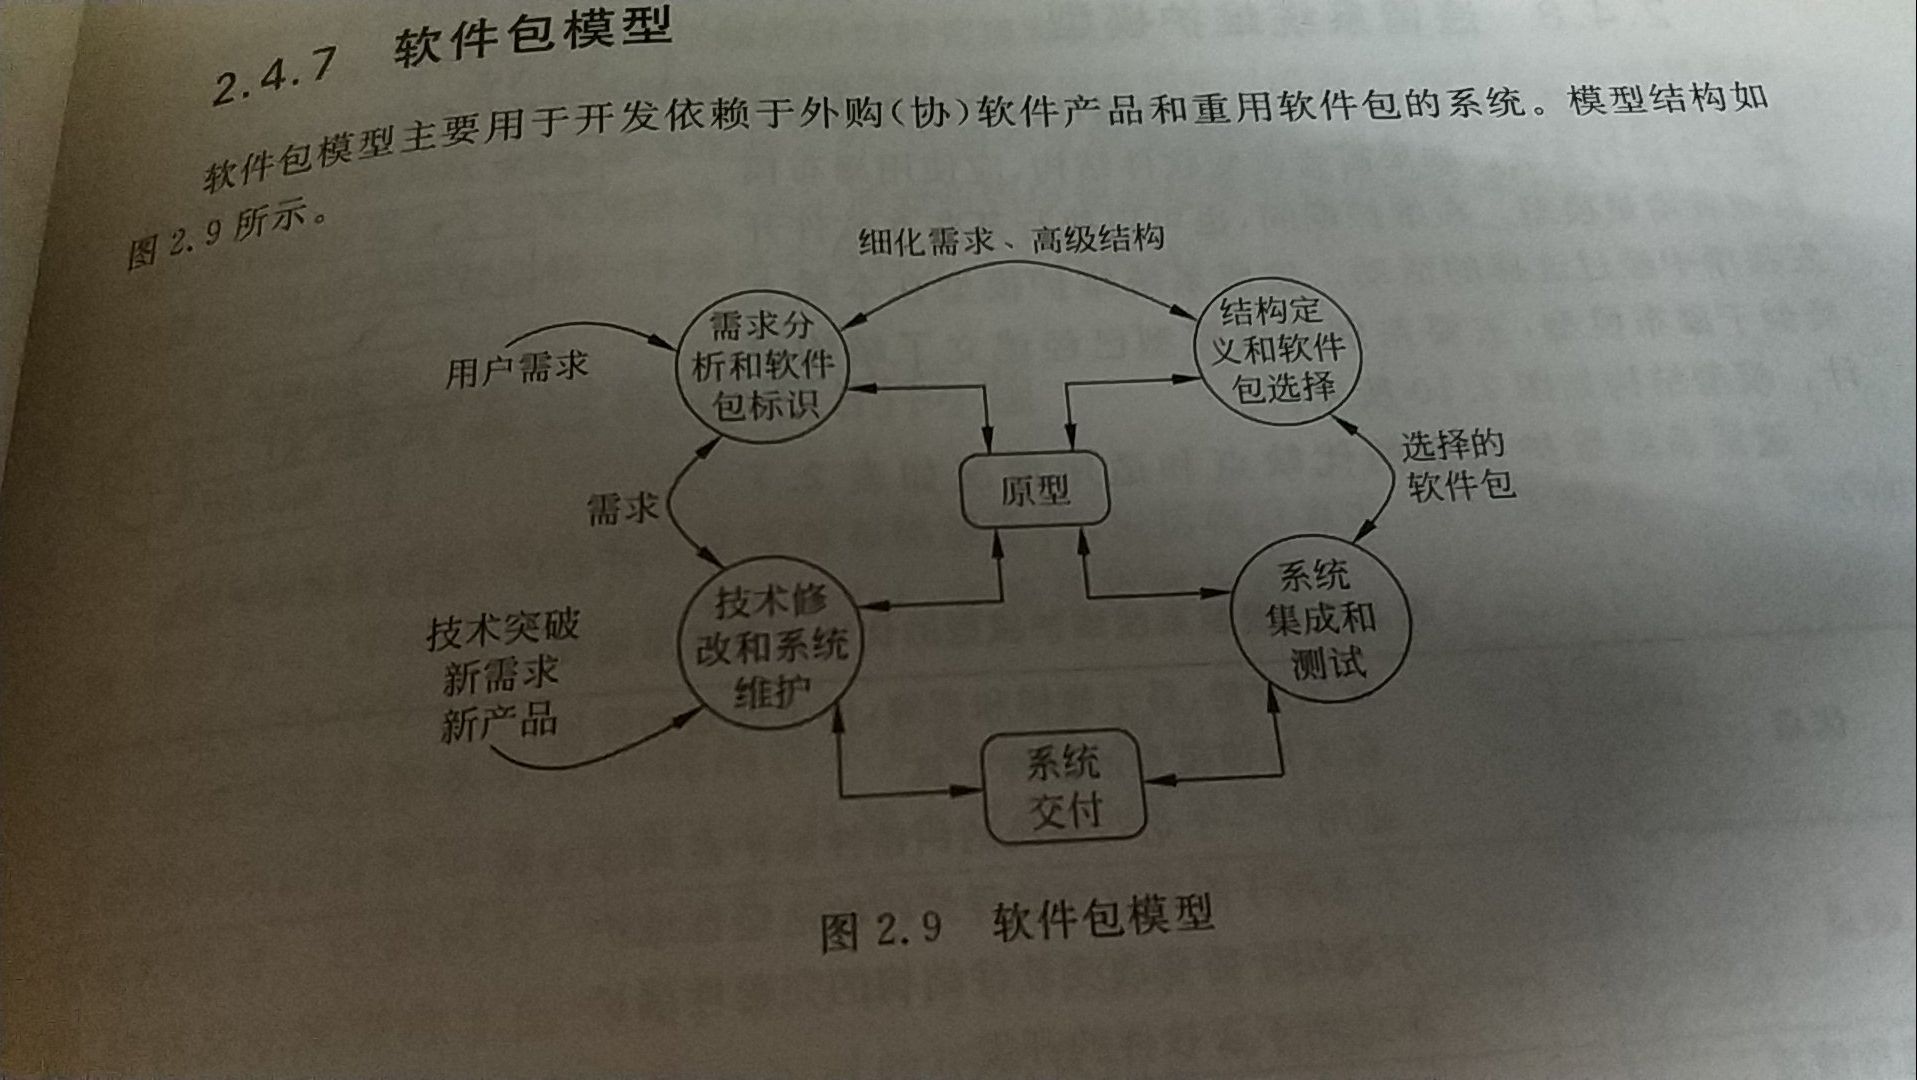 2.4.7 软件包模型
软件包模型主要用于开发依赖于外购(协)软件产品和重用软件包的系统。模型结构如
图2.9所示。
细化需求、高级结构
用户需求
需求分
析和软件
包标识
结构定
义和软件
包选择
选择的
软件包
原型
需求
技术修
改和系统
维护
系统
集成和
测试
技术突破
新需求
新产品
系统
交付
图2.9 软件包模型